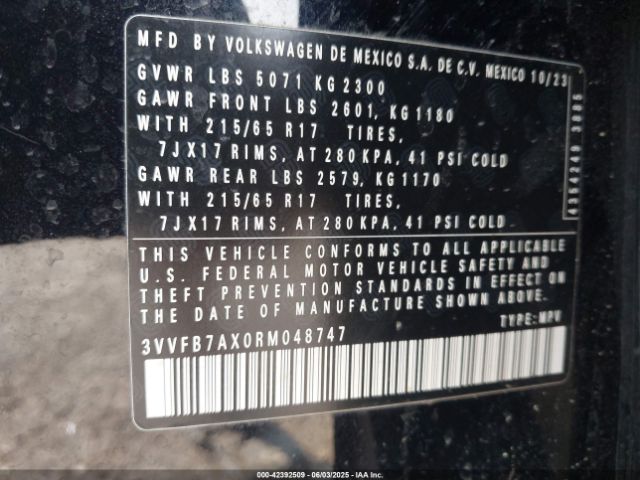 MFD BY VOLKSWAGEN DE MEXICO S.A. DE C.V. MEXICO 10/23
GVWR LBS 5071 KG 2300
GAWR FRONT LBS 2601, KG 1180
WITH 215/65 R17 TIRES,
7JX17 RIMS, AT 280 KPA, 41 PSI COLD
GAWR REAR LBS 2579, KG 1170
WITH 215/65 R17 TIRES,
7JX17 RIMS, AT 280 KPA, 41 PSI COLD
THIS VEHICLE CONFORMS TO ALL APPLICABLE
U.S. FEDERAL MOTOR VEHICLE SAFETY AND
THEFT PREVENTION STANDARDS IN EFFECT ON
THE DATE OF MANUFACTURE SHOWN ABOVE.
TYPE: MPV
3VVFB7AX0RM048747
4354240
000-42392509 - 06/03/2025 - IAA Inc.